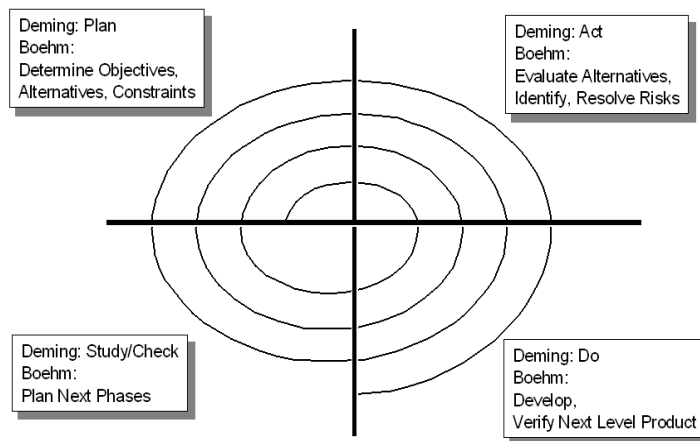 Deming: Plan
Boehm:
Determine Objectives,
Alternatives, Constraints
Deming: Act
Boehm:
Evaluate Alternatives,
Identify, Resolve Risks
Deming: Study/Check
Boehm:
Plan Next Phases
Deming: Do
Boehm:
Develop,
Verify Next Level Product